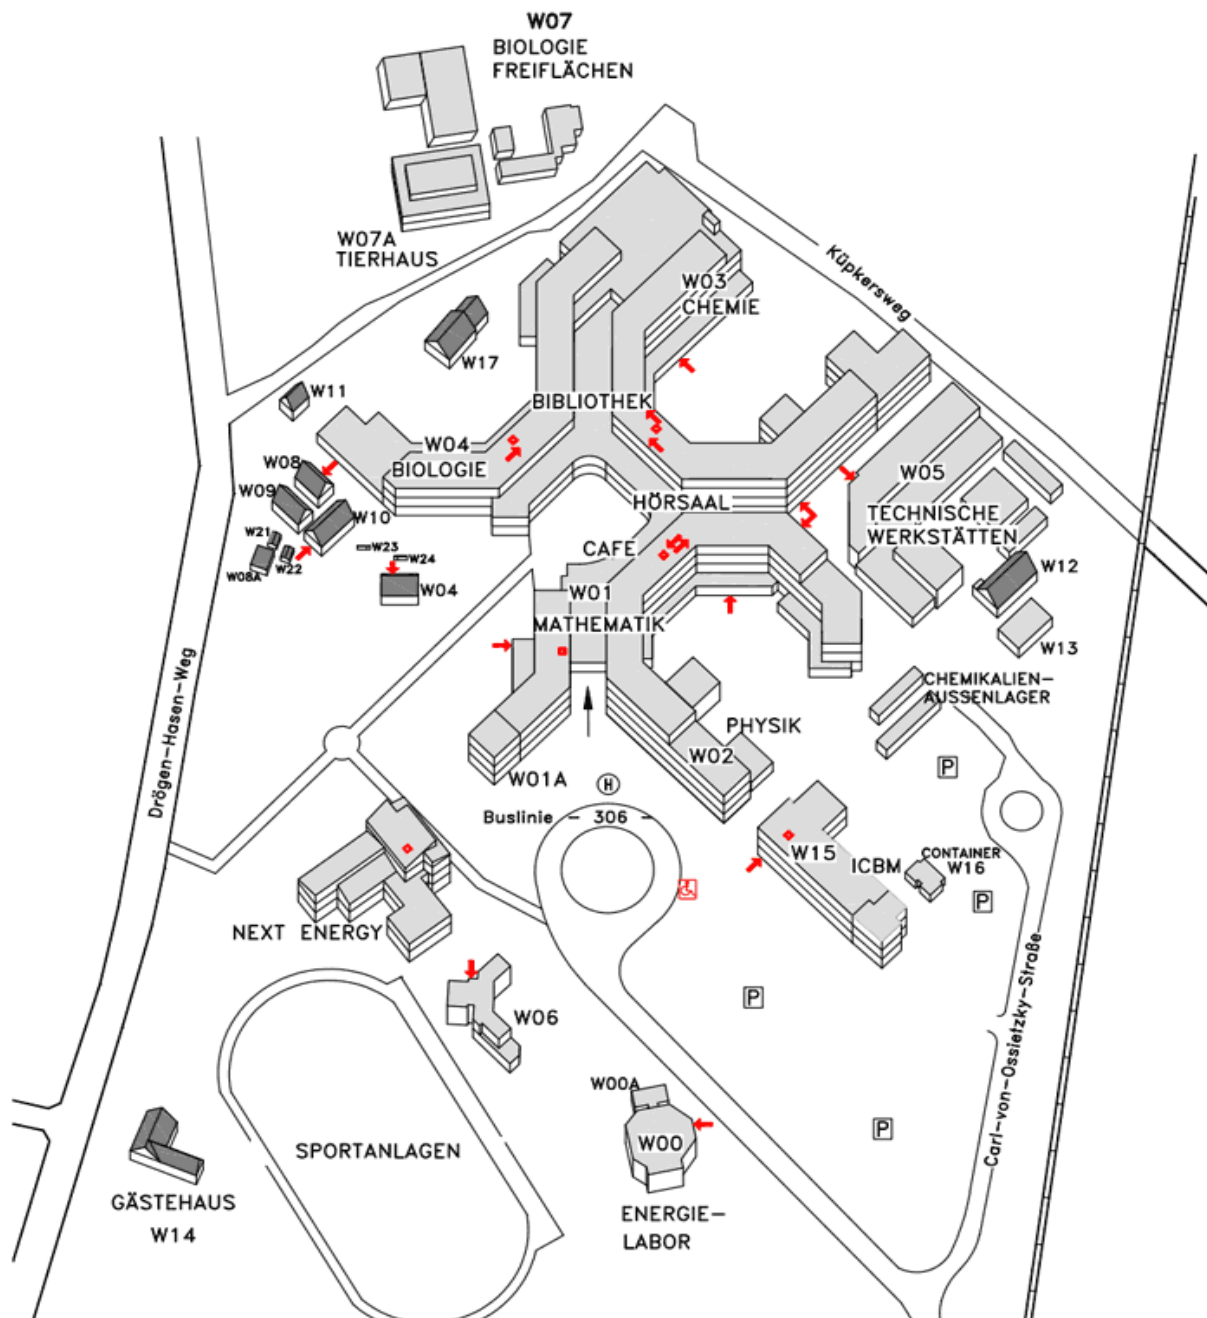 W07
BIOLOGIE
FREIFLÄCHEN
W07A
TIERHAUS
Küpkersweg
W03
CHEMIE
W17
W11
BIBLIOTHEK
W04
BIOLOGIE
W08
W09
W10
W21
W22
W08A
W23
W24
W04
W05
TECHNISCHE
WERKSTÄTTEN
HÖRSAAL
CAFE
W01
MATHEMATIK
W12
W13
CHEMIKALIEN-
AUSSENLAGER
PHYSIK
W02
W01A
Drögen-Hasen-Weg
H
Buslinie - 306 -
P
W15
ICBM
CONTAINER
W16
P
NEXT ENERGY
W06
P
Carl-von-Ossietzky-Straße
W00A
W00
P
SPORTANLAGEN
GÄSTEHAUS
W14
ENERGIE-
LABOR